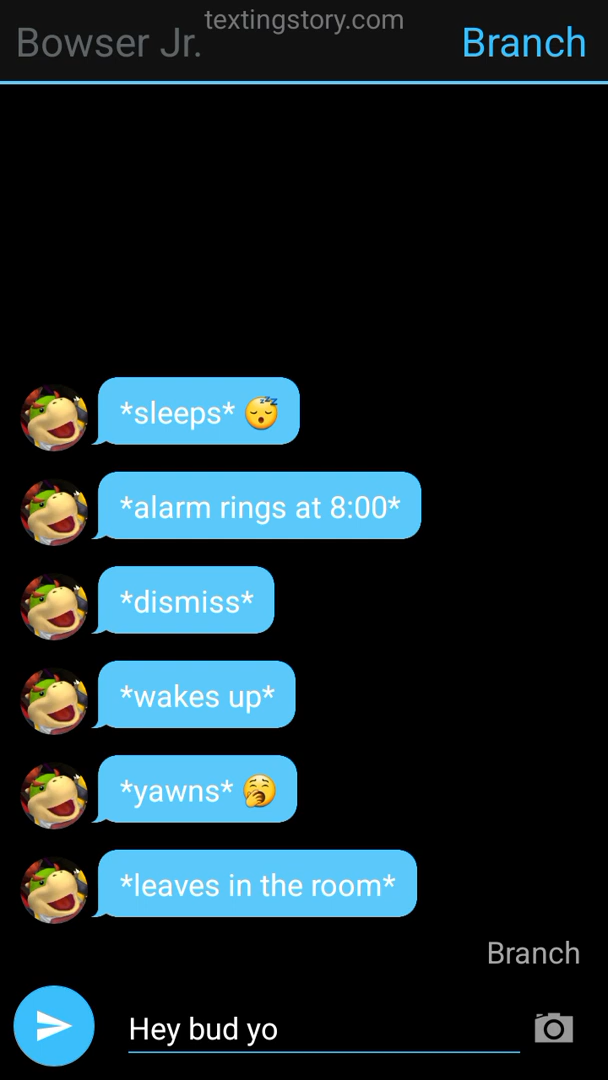 textingstory.com
Bowser Jr.
Branch
*sleeps* 😴
*alarm rings at 8:00*
*dismiss*
*wakes up*
*yawns* 🥱
*leaves in the room*
Branch
Hey bud yo